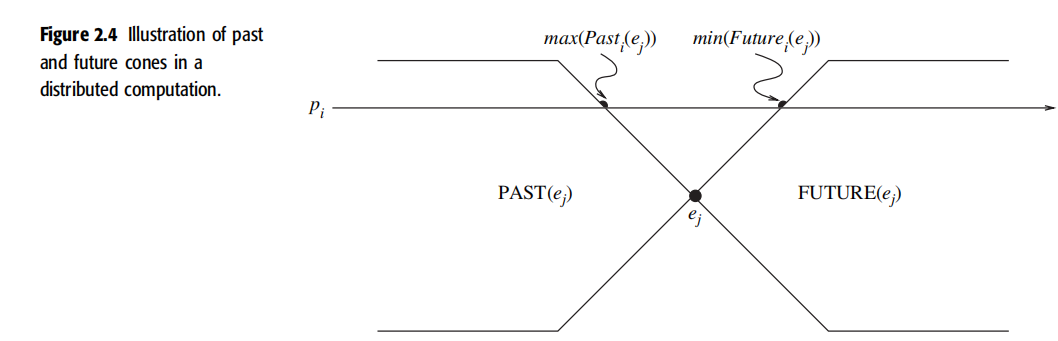 Figure 2.4 Illustration of past
and future cones in a
distributed computation.
max(Past_i(e_j)) min(Future_i(e_j))
p_i
PAST(e_j) FUTURE(e_j)
e_j